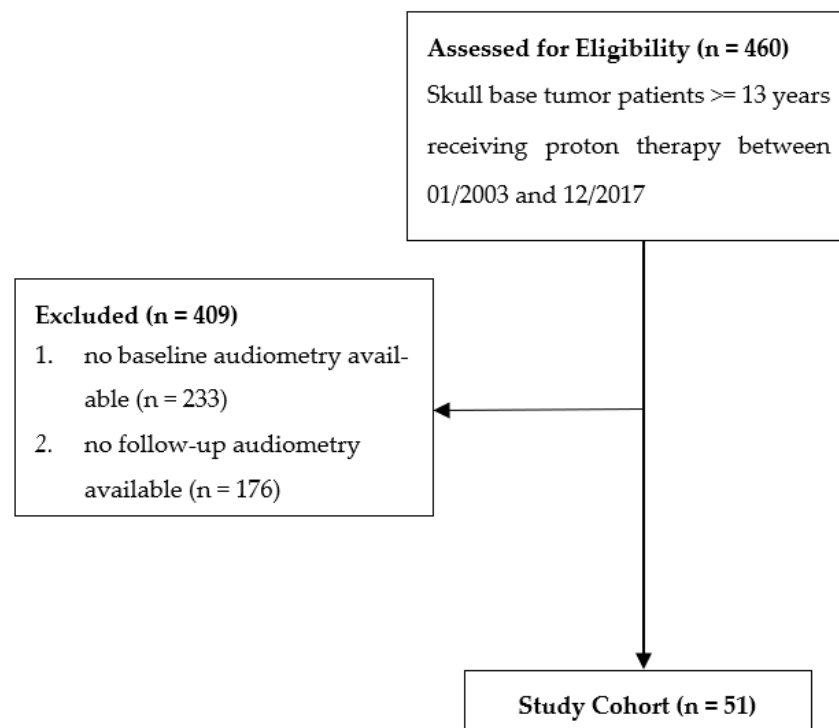 Assessed for Eligibility (n = 460)
Skull base tumor patients >= 13 years
receiving proton therapy between
01/2003 and 12/2017
Excluded (n = 409)
1. no baseline audiometry avail-
able (n = 233)
2. no follow-up audiometry
available (n = 176)
Study Cohort (n = 51)